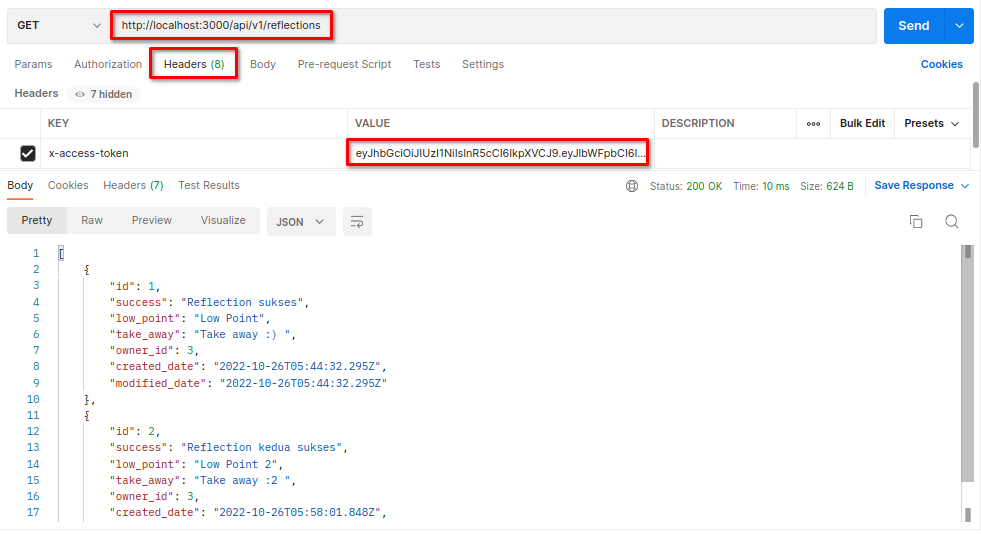 GET http://localhost:3000/api/v1/reflections Send
Params Authorization Headers (8) Body Pre-request Script Tests Settings Cookies
Headers 7 hidden
KEY VALUE DESCRIPTION ooo Bulk Edit Presets
x-access-token eyJhbGciOiJIUzI1NiIsInR5cCI6IkpXVCJ9.eyJlbWFpbCI6I...
Body Cookies Headers (7) Test Results Status: 200 OK Time: 10 ms Size: 624 B Save Response
Pretty Raw Preview Visualize JSON
1 [
2 {
3 "id": 1,
4 "success": "Reflection sukses",
5 "low_point": "Low Point",
6 "take_away": "Take away :) ",
7 "owner_id": 3,
8 "created_date": "2022-10-26T05:44:32.295Z",
9 "modified_date": "2022-10-26T05:44:32.295Z"
10 },
11 {
12 "id": 2,
13 "success": "Reflection kedua sukses",
14 "low_point": "Low Point 2",
15 "take_away": "Take away :2 ",
16 "owner_id": 3,
17 "created_date": "2022-10-26T05:58:01.848Z",